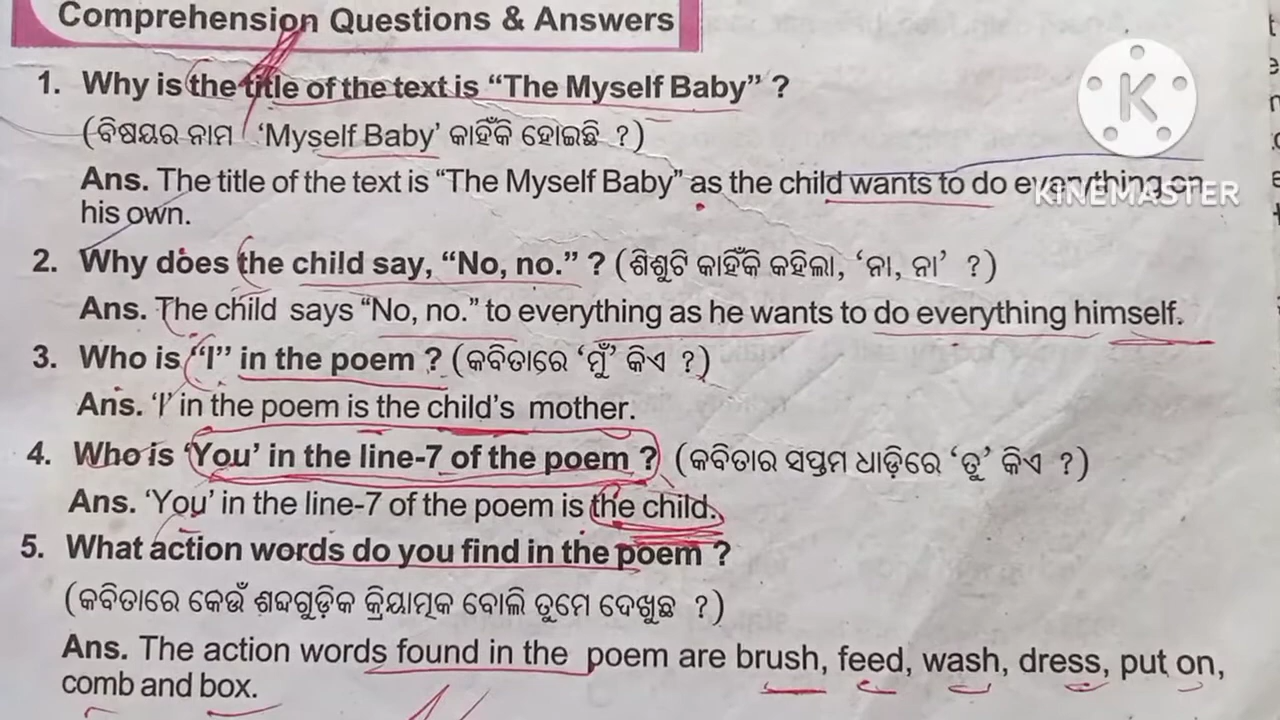 Comprehension Questions & Answers
1. Why is the title of the text is “The Myself Baby” ?
(ବିଷୟର ନାମ ‘Myself Baby’ କାହିଁକି ହୋଇଛି ?)
Ans. The title of the text is “The Myself Baby” as the child wants to do everything on
his own.
2. Why does the child say, “No, no.” ? (ଶିଶୁଟି କାହିଁକି କହିଲା, ‘ନା, ନା’ ?)
Ans. The child says “No, no.” to everything as he wants to do everything himself.
3. Who is “I” in the poem ? (କବିତାରେ ‘ମୁଁ’ କିଏ ?)
Ans. ‘I’ in the poem is the child’s mother.
4. Who is ‘You’ in the line-7 of the poem ? (କବିତାର ସପ୍ତମ ଧାଡ଼ିରେ ‘ତୁ’ କିଏ ?)
Ans. ‘You’ in the line-7 of the poem is the child.
5. What action words do you find in the poem ?
(କବିତାରେ କେଉଁ ଶବ୍ଦଗୁଡ଼ିକ କ୍ରିୟାତ୍ମକ ବୋଲି ତୁମେ ଦେଖୁଛ ?)
Ans. The action words found in the poem are brush, feed, wash, dress, put on,
comb and box.
K
KINEMASTER